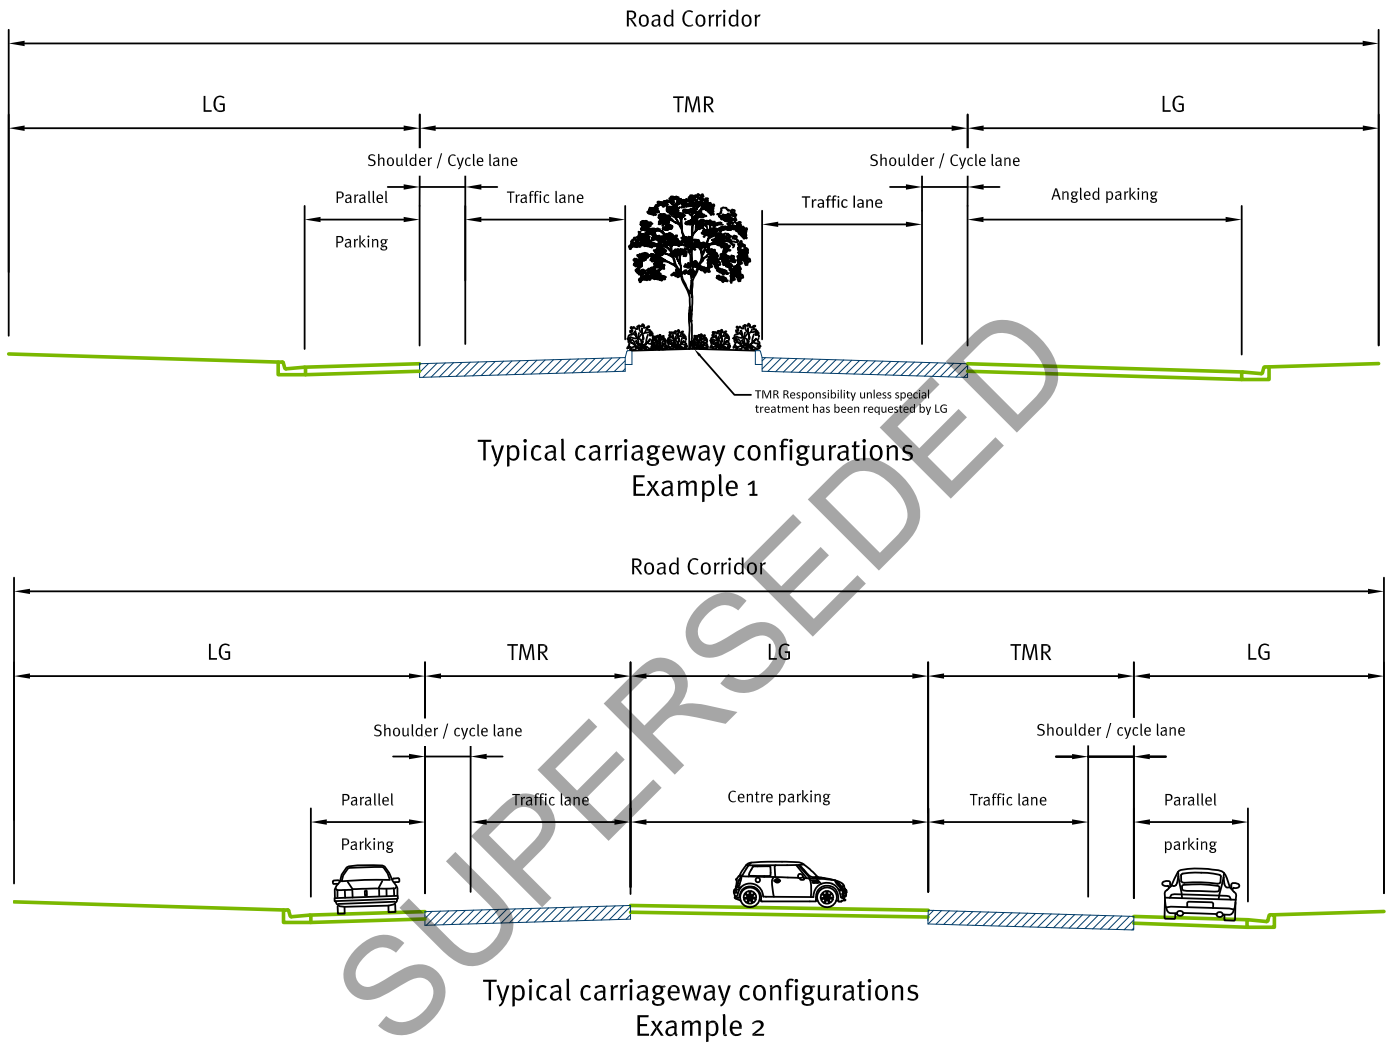 Road Corridor
LG
TMR
LG
Shoulder / Cycle lane
Shoulder / Cycle lane
Parallel
Parking
Traffic lane
Traffic lane
Angled parking
TMR Responsibility unless special
treatment has been requested by LG
Typical carriageway configurations
Example 1
Road Corridor
LG
TMR
LG
TMR
LG
Shoulder / cycle lane
Shoulder / cycle lane
Parallel
Parking
Traffic lane
Centre parking
Traffic lane
Parallel
parking
Typical carriageway configurations
Example 2
SUPERSEDED